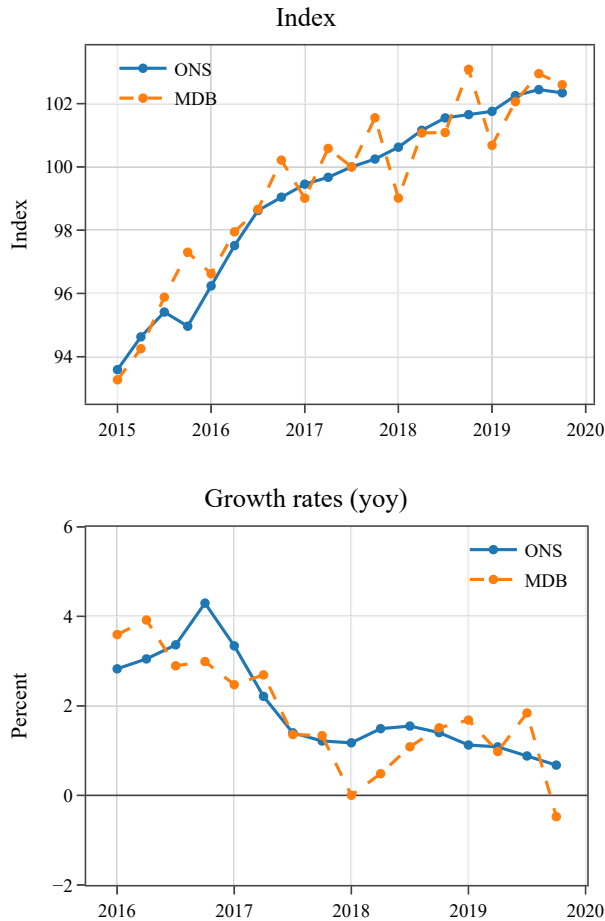 Index
ONS
MDB
102
100
98
96
94
Index
2015 2016 2017 2018 2019 2020
Growth rates (yoy)
6
ONS
MDB
4
2
0
−2
Percent
2016 2017 2018 2019 2020